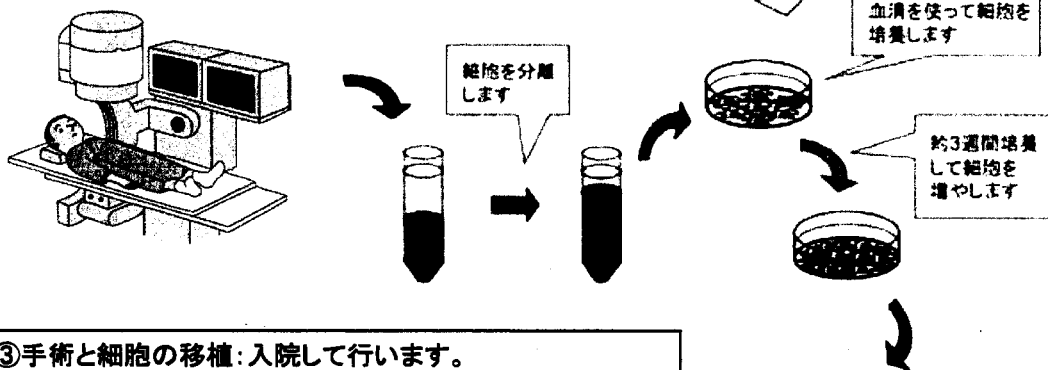 血清を使って細胞を
培養します
細胞を分離
します
約3週間培養
して細胞を
増やします
③手術と細胞の移植:入院して行います。